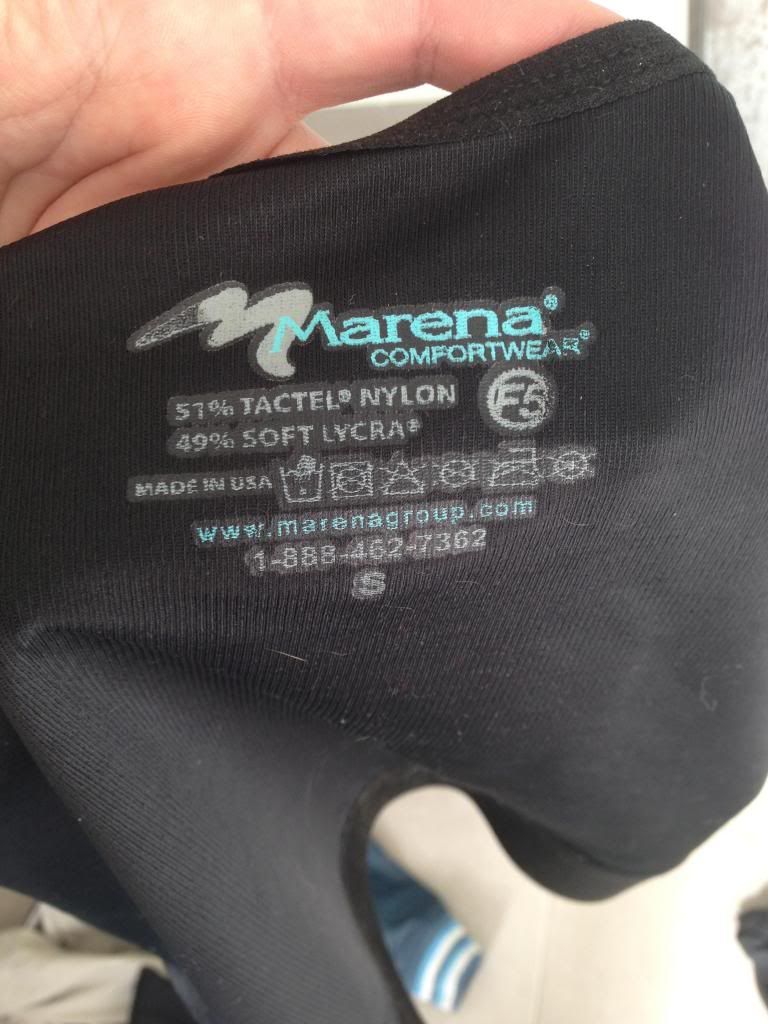 Marena®
COMFORTWEAR®
51% TACTEL® NYLON
49% SOFT LYCRA®
F5
MADE IN USA
www.marenagroup.com
1-888-462-7362
S